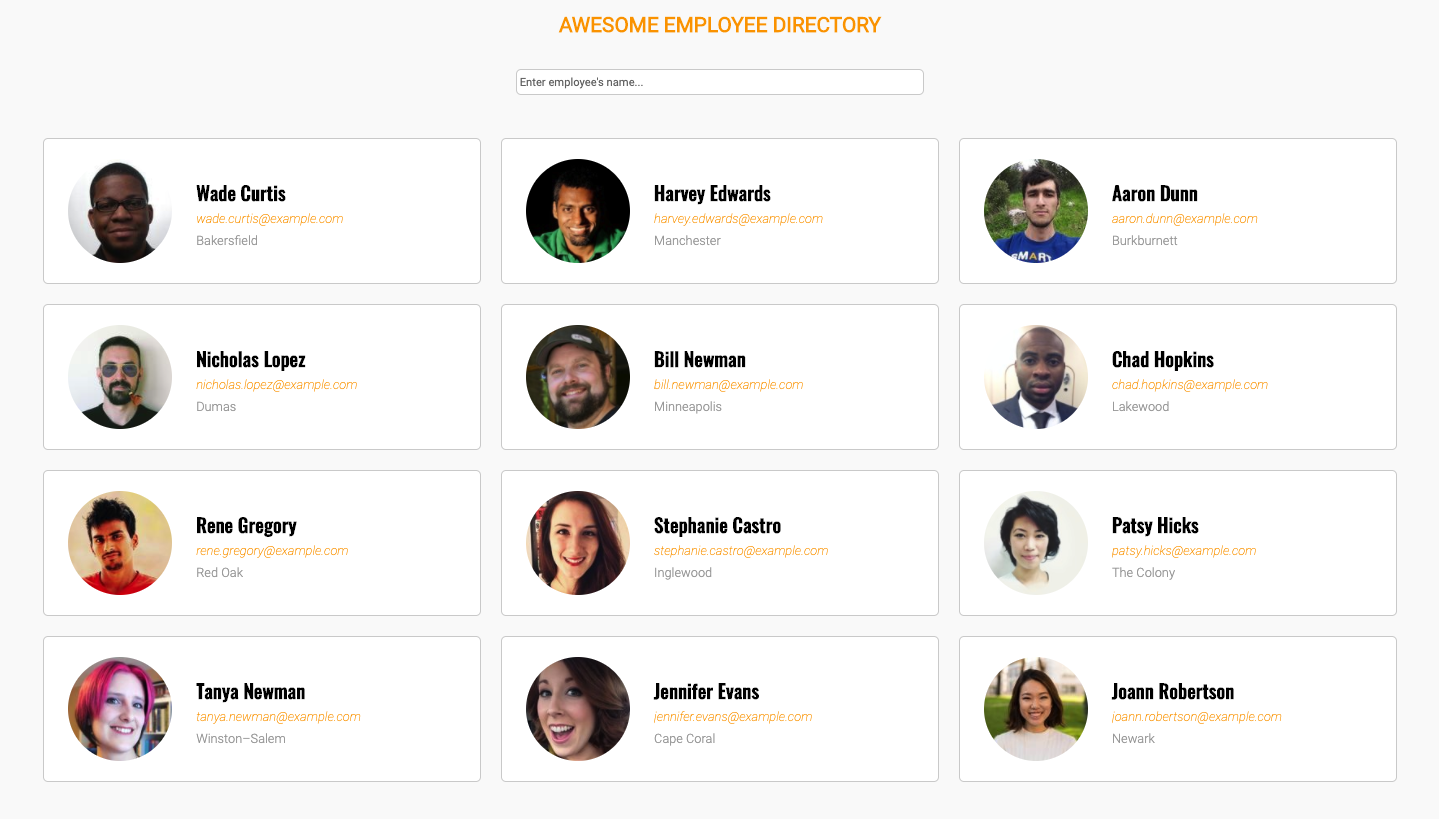 AWESOME EMPLOYEE DIRECTORY
Enter employee's name...
Wade Curtis
wade.curtis@example.com
Bakersfield
Harvey Edwards
harvey.edwards@example.com
Manchester
Aaron Dunn
aaron.dunn@example.com
Burkburnett
SMART
Nicholas Lopez
nicholas.lopez@example.com
Dumas
Bill Newman
bill.newman@example.com
Minneapolis
Chad Hopkins
chad.hopkins@example.com
Lakewood
Rene Gregory
rene.gregory@example.com
Red Oak
Stephanie Castro
stephanie.castro@example.com
Inglewood
Patsy Hicks
patsy.hicks@example.com
The Colony
Tanya Newman
tanya.newman@example.com
Winston–Salem
Jennifer Evans
jennifer.evans@example.com
Cape Coral
Joann Robertson
joann.robertson@example.com
Newark